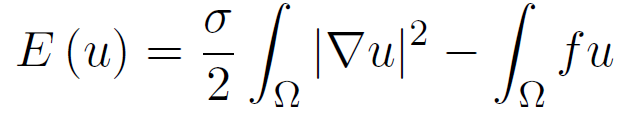 E (u) = σ/2 ∫_Ω |∇u|² − ∫_Ω fu